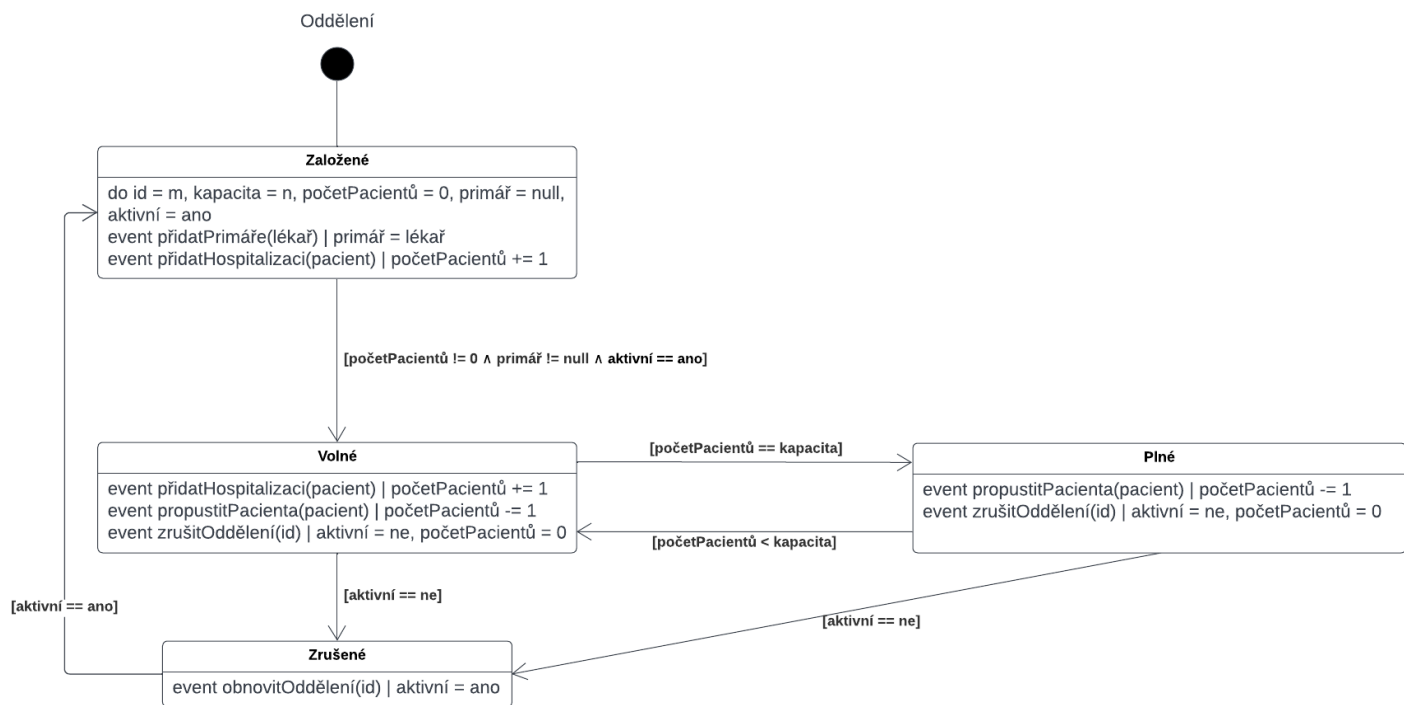 Oddělení
Založené
do id = m, kapacita = n, početPacientů = 0, primář = null,
aktivní = ano
event přidatPrimáře(lékař) | primář = lékař
event přidatHospitalizaci(pacient) | početPacientů += 1
[početPacientů != 0 ∧ primář != null ∧ aktivní == ano]
Volné
event přidatHospitalizaci(pacient) | početPacientů += 1
event propustitPacienta(pacient) | početPacientů -= 1
event zrušitOddělení(id) | aktivní = ne, početPacientů = 0
[početPacientů == kapacita]
[početPacientů < kapacita]
Plné
event propustitPacienta(pacient) | početPacientů -= 1
event zrušitOddělení(id) | aktivní = ne, početPacientů = 0
[aktivní == ano]
[aktivní == ne]
[aktivní == ne]
Zrušené
event obnovitOddělení(id) | aktivní = ano